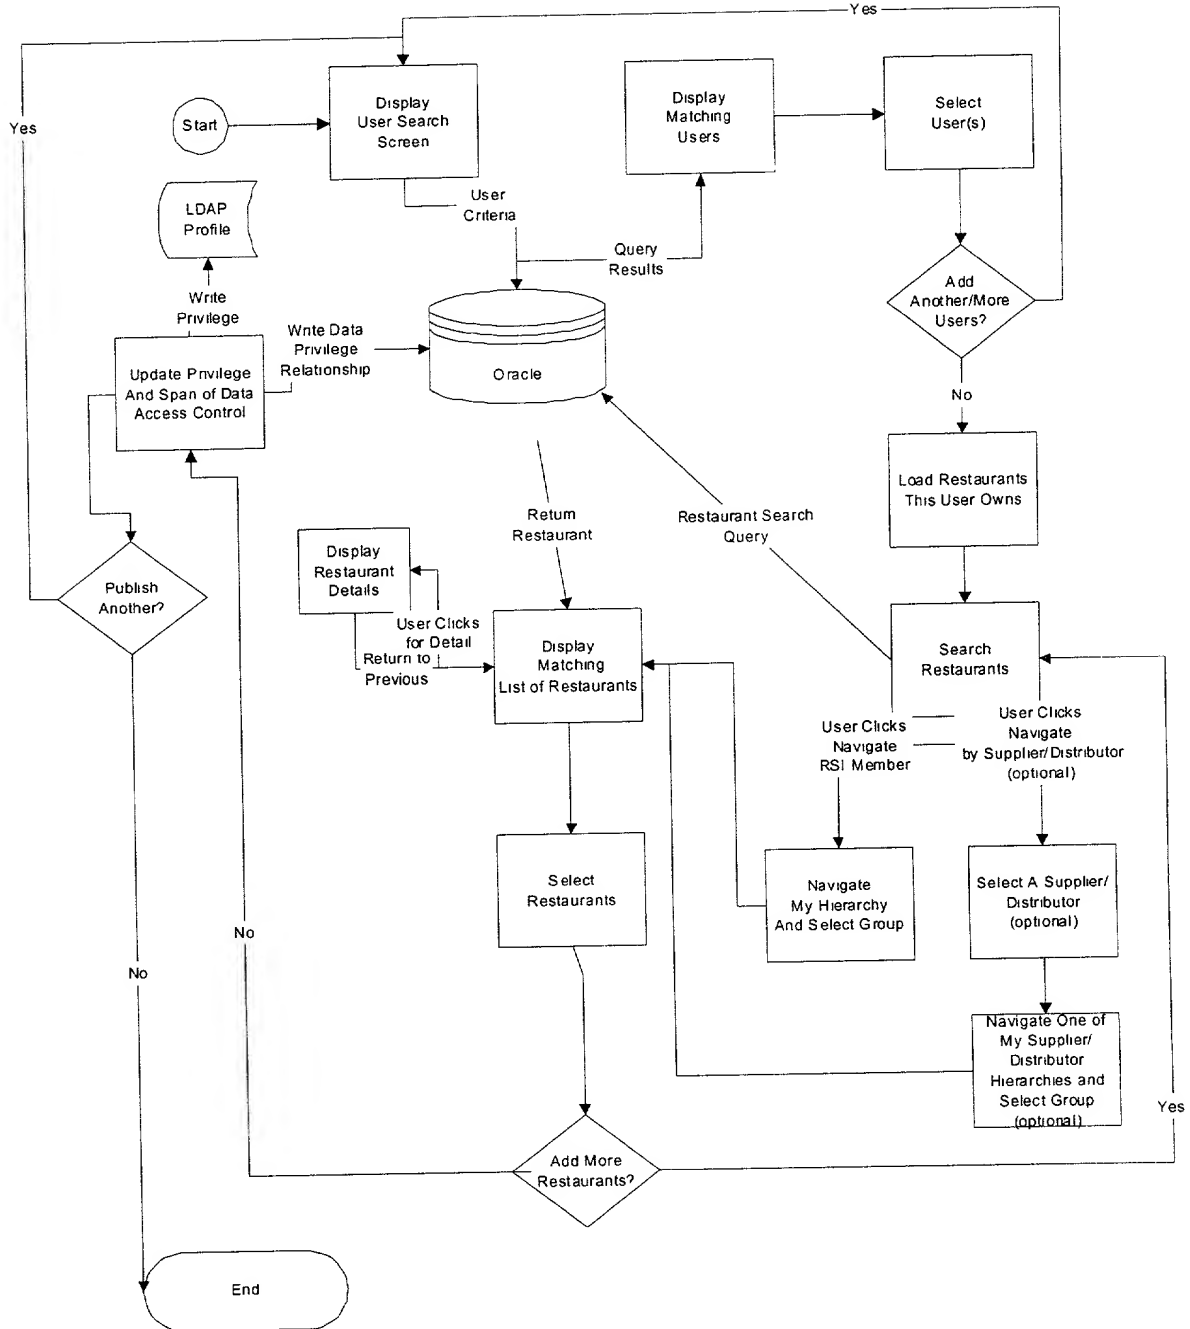 Yes
Yes
Start
Display
User Search
Screen
Display
Matching
Users
Select
User(s)
LDAP
Profile
User
Criteria
Query
Results
Add
Another/More
Users?
Write
Privilege
Write Data
Privilege
Relationship
Oracle
Update Privilege
And Span of Data
Access Control
No
Load Restaurants
This User Owns
Return
Restaurant
Restaurant Search
Query
Display
Restaurant
Details
Publish
Another?
User Clicks
for Detail
Return to
Previous
Display
Matching
List of Restaurants
Search
Restaurants
User Clicks
Navigate
RSI Member
User Clicks
Navigate
by Supplier/Distributor
(optional)
Select
Restaurants
Navigate
My Hierarchy
And Select Group
Select A Supplier/
Distributor
(optional)
No
No
Navigate One of
My Supplier/
Distributor
Hierarchies and
Select Group
(optional)
Yes
Add More
Restaurants?
End